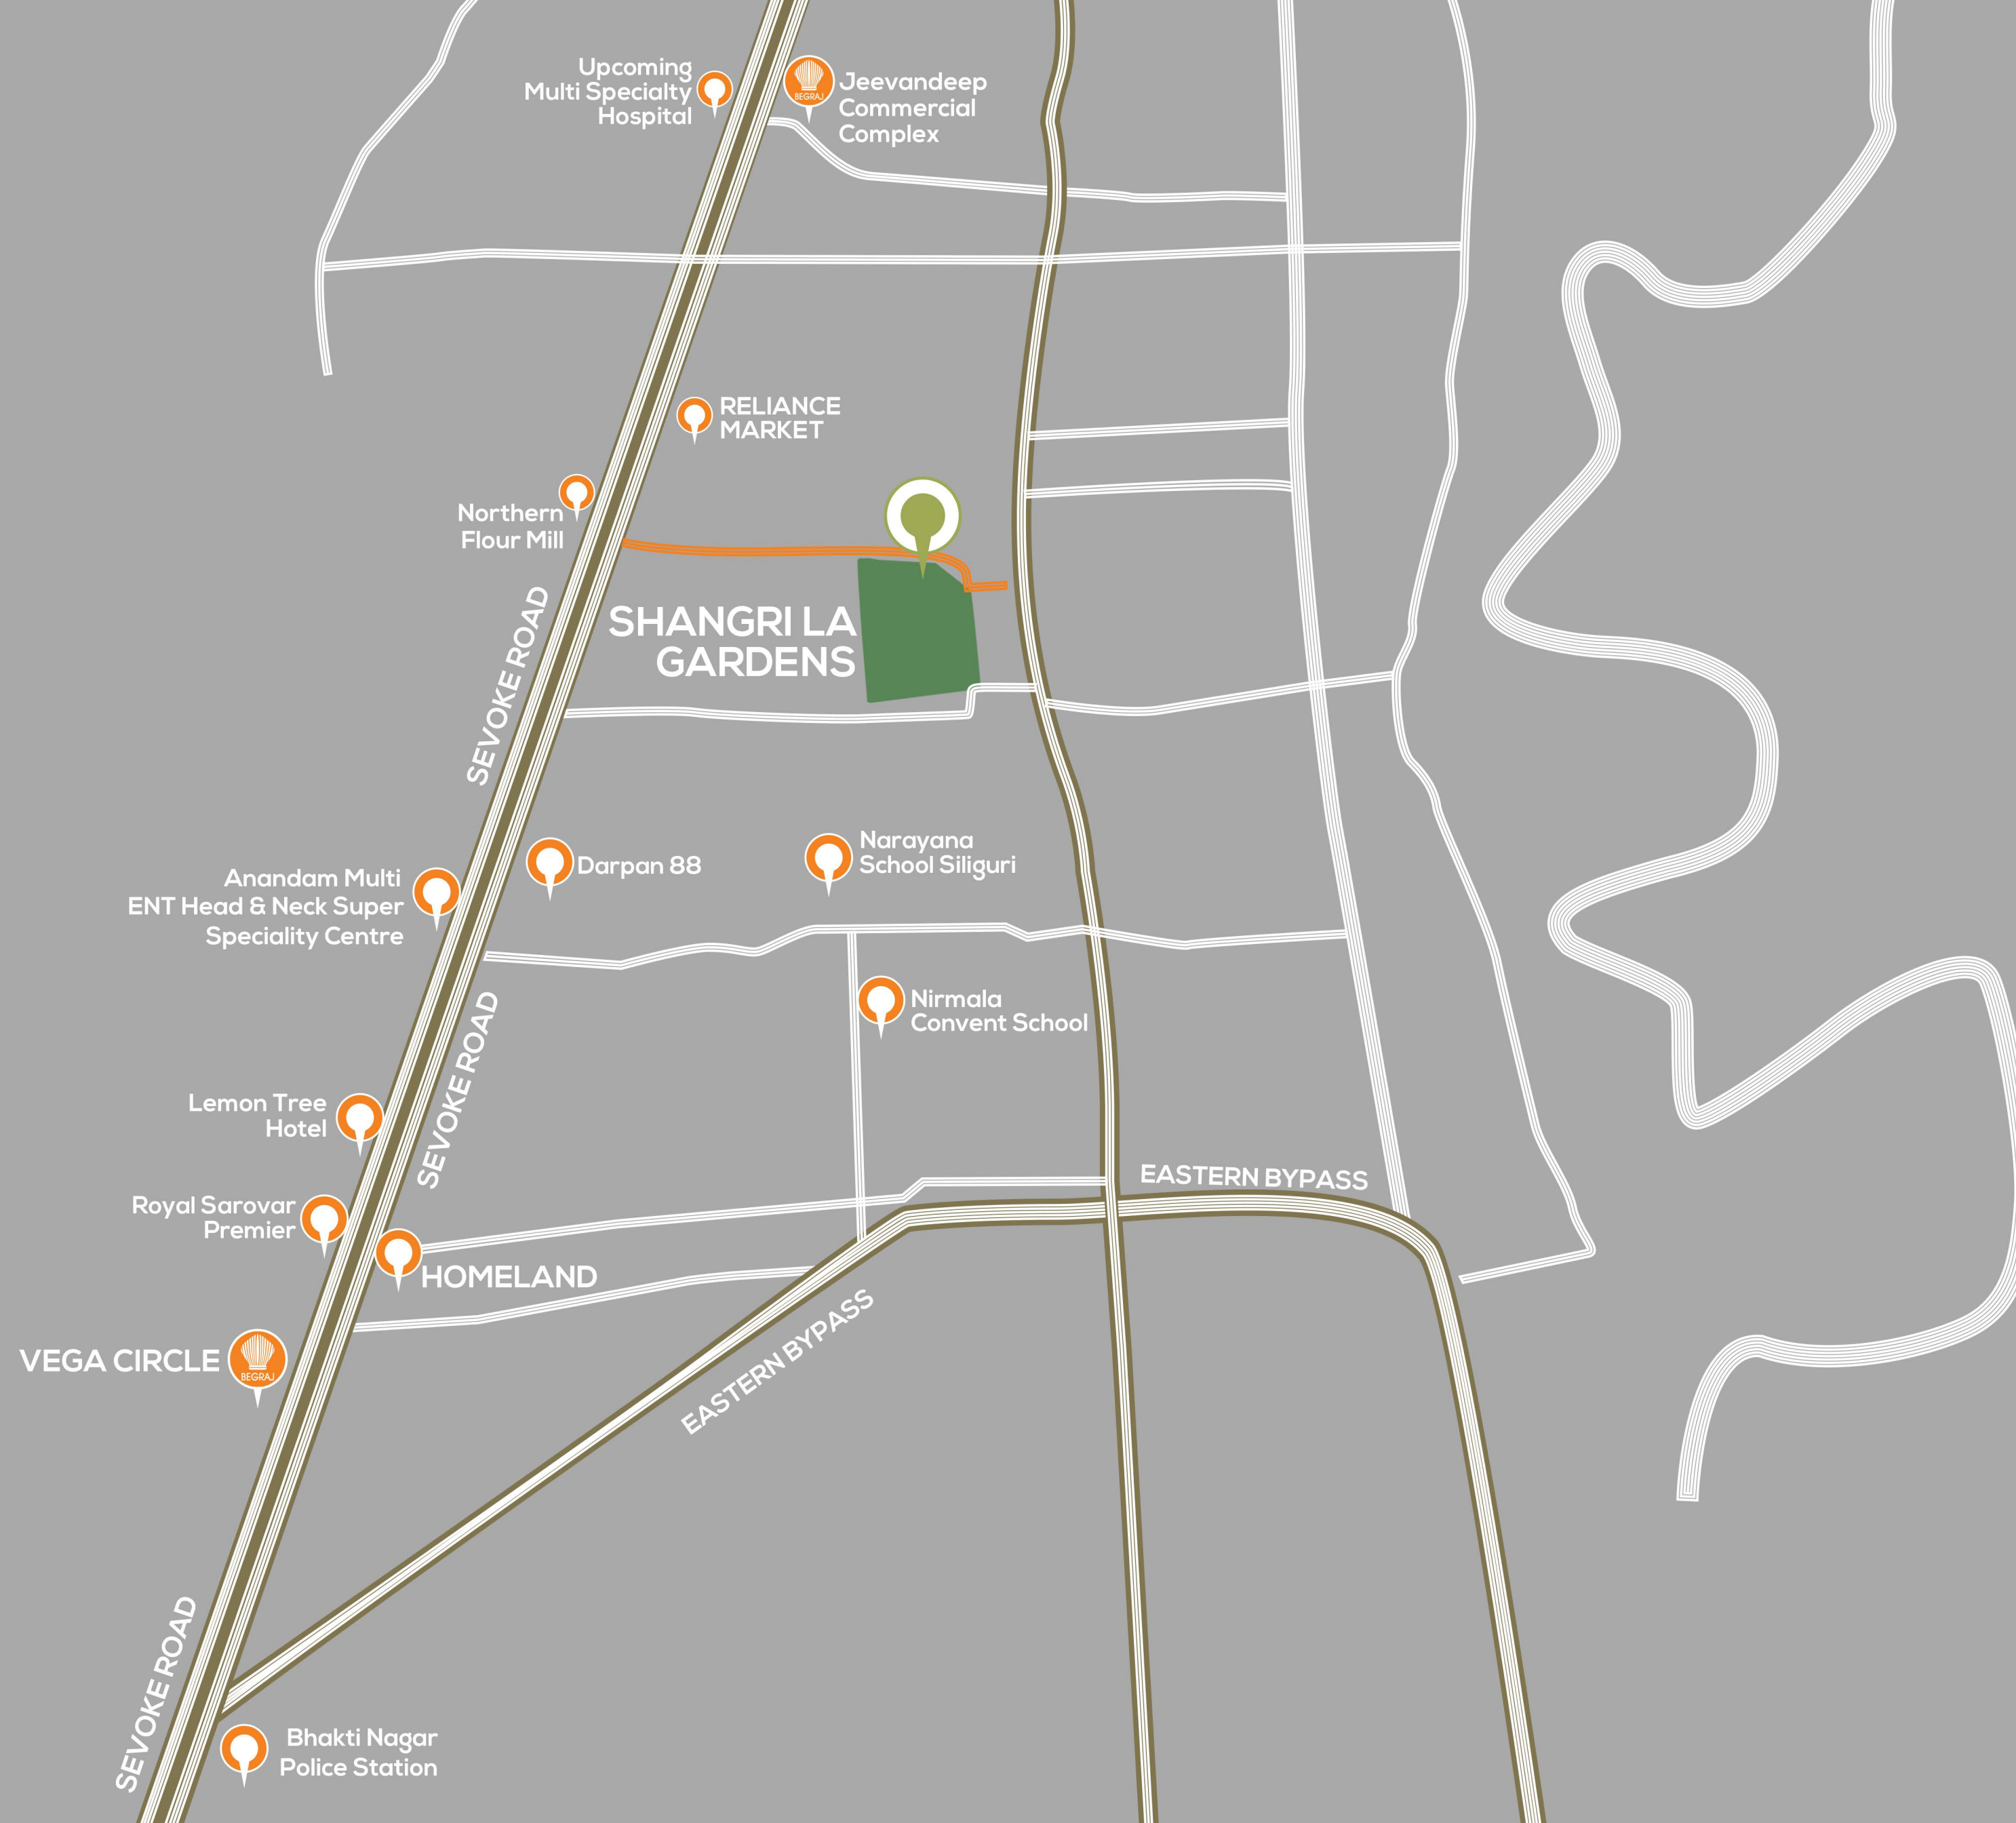 Upcoming
Multi Specialty
Hospital
BEGRAJ
Jeevandeep
Commercial
Complex
RELIANCE
MARKET
Northern
Flour Mill
SHANGRI LA
GARDENS
SEVOKE ROAD
Anandam Multi
ENT Head & Neck Super
Speciality Centre
Darpan 88
Narayana
School Siliguri
Nirmala
Convent School
SEVOKE ROAD
Lemon Tree
Hotel
Royal Sarovar
Premier
HOMELAND
EASTERN BYPASS
VEGA CIRCLE
BEGRAJ
EASTERN BYPASS
SEVOKE ROAD
Bhakti Nagar
Police Station